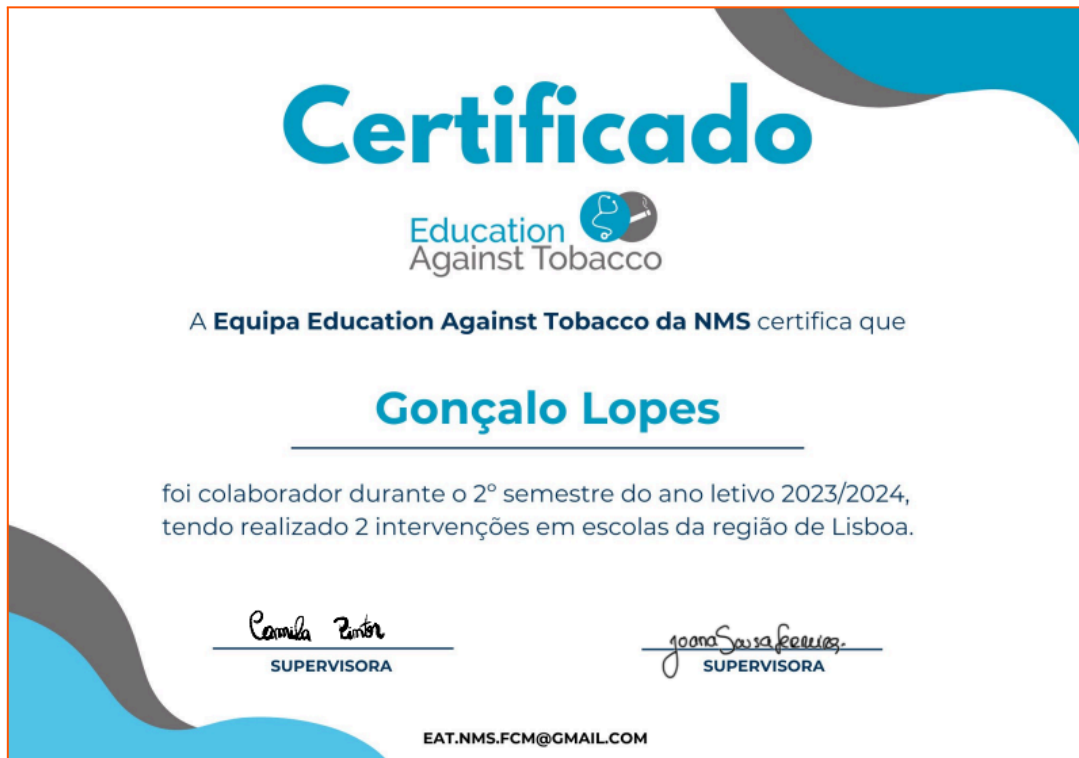 Certificado
Education
Against Tobacco
A Equipa Education Against Tobacco da NMS certifica que
Gonçalo Lopes
foi colaborador durante o 2º semestre do ano letivo 2023/2024,
tendo realizado 2 intervenções em escolas da região de Lisboa.
Camila Pintor
Joana Sousa Ferreira
SUPERVISORA
SUPERVISORA
EAT.NMS.FCM@GMAIL.COM